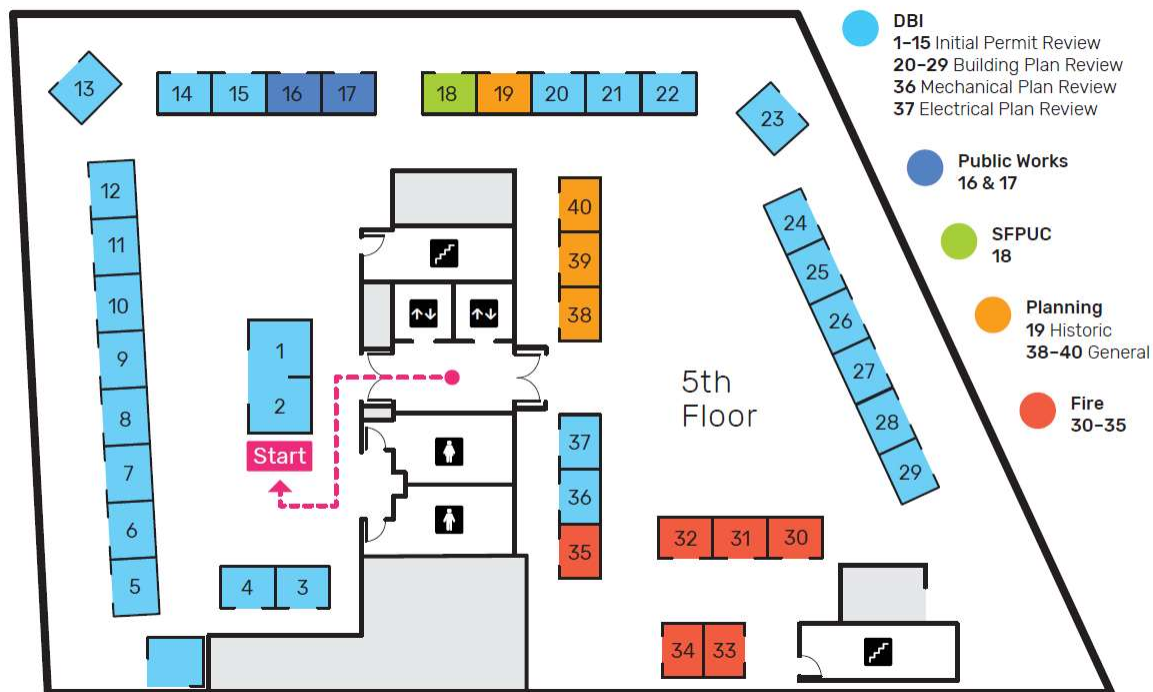 13
14 15 16 17
18 19 20 21 22
23
12
11
10
9
8
7
6
5
1
2
Start
4 3
40
39
38
37
36
35
5th
Floor
24
25
26
27
28
29
32 31 30
34 33
DBI
1–15 Initial Permit Review
20–29 Building Plan Review
36 Mechanical Plan Review
37 Electrical Plan Review
Public Works
16 & 17
SFPUC
18
Planning
19 Historic
38–40 General
Fire
30–35